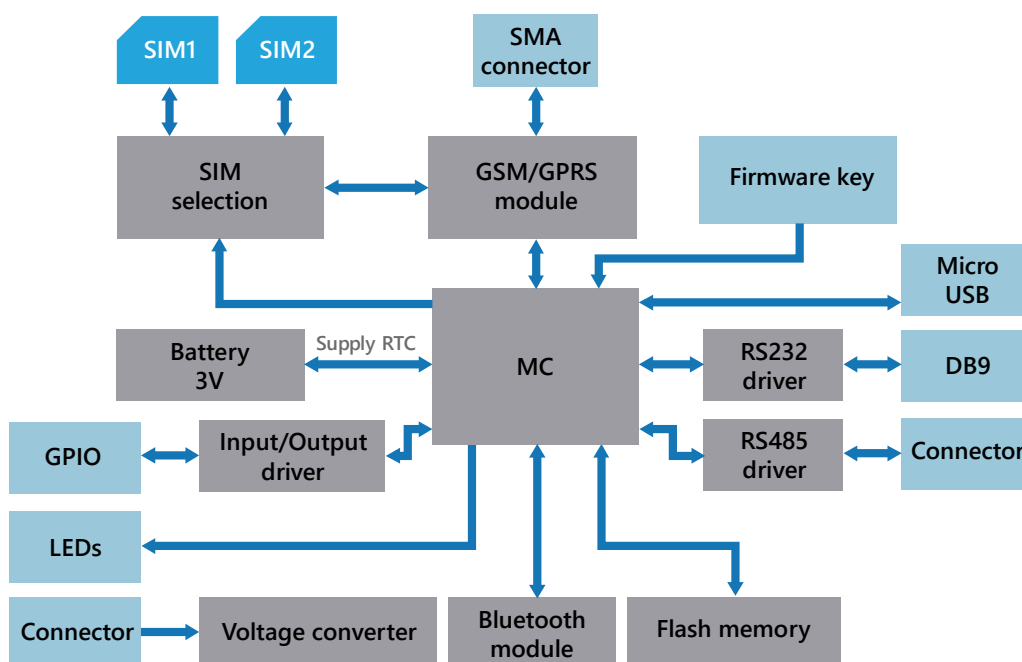 SIM1
SIM2
SMA
connector
SIM
selection
GSM/GPRS
module
Firmware key
Micro
USB
Battery
3V
Supply RTC
MC
RS232
driver
DB9
GPIO
Input/Output
driver
RS485
driver
Connector
LEDs
Connector
Voltage converter
Bluetooth
module
Flash memory